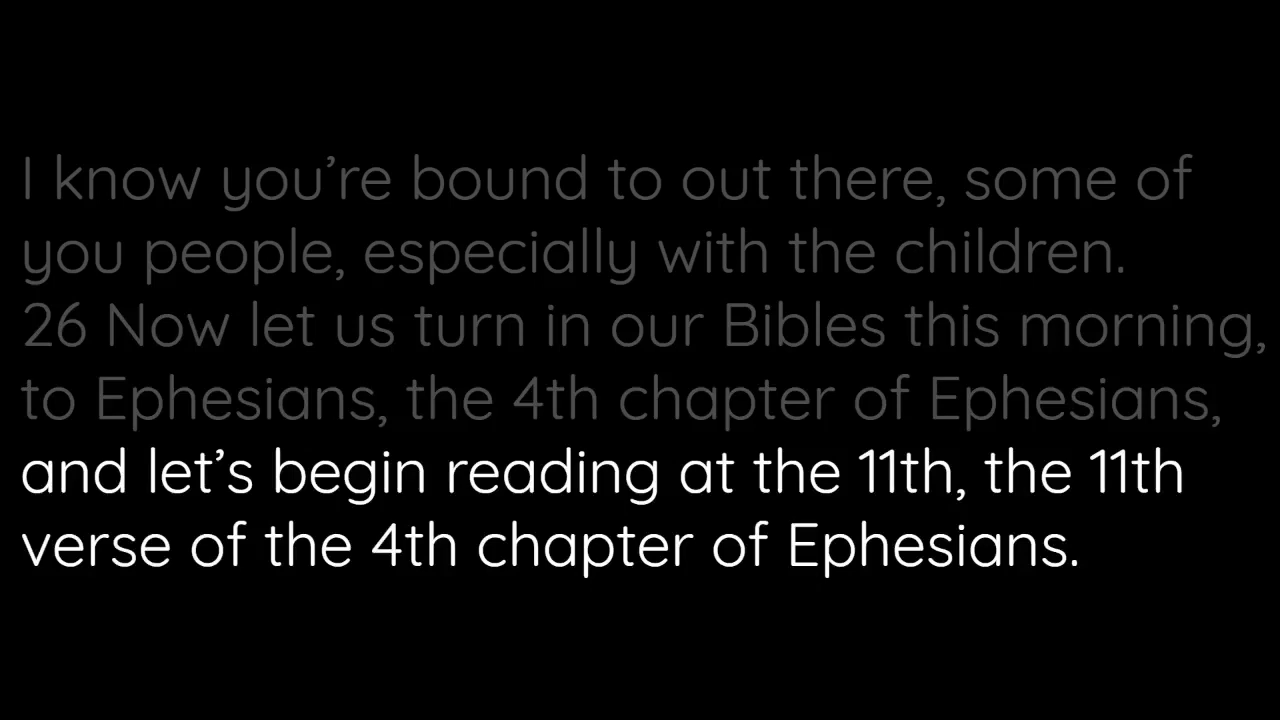 I know you’re bound to out there, some of
you people, especially with the children.
26 Now let us turn in our Bibles this morning,
to Ephesians, the 4th chapter of Ephesians,
and let’s begin reading at the 11th, the 11th
verse of the 4th chapter of Ephesians.